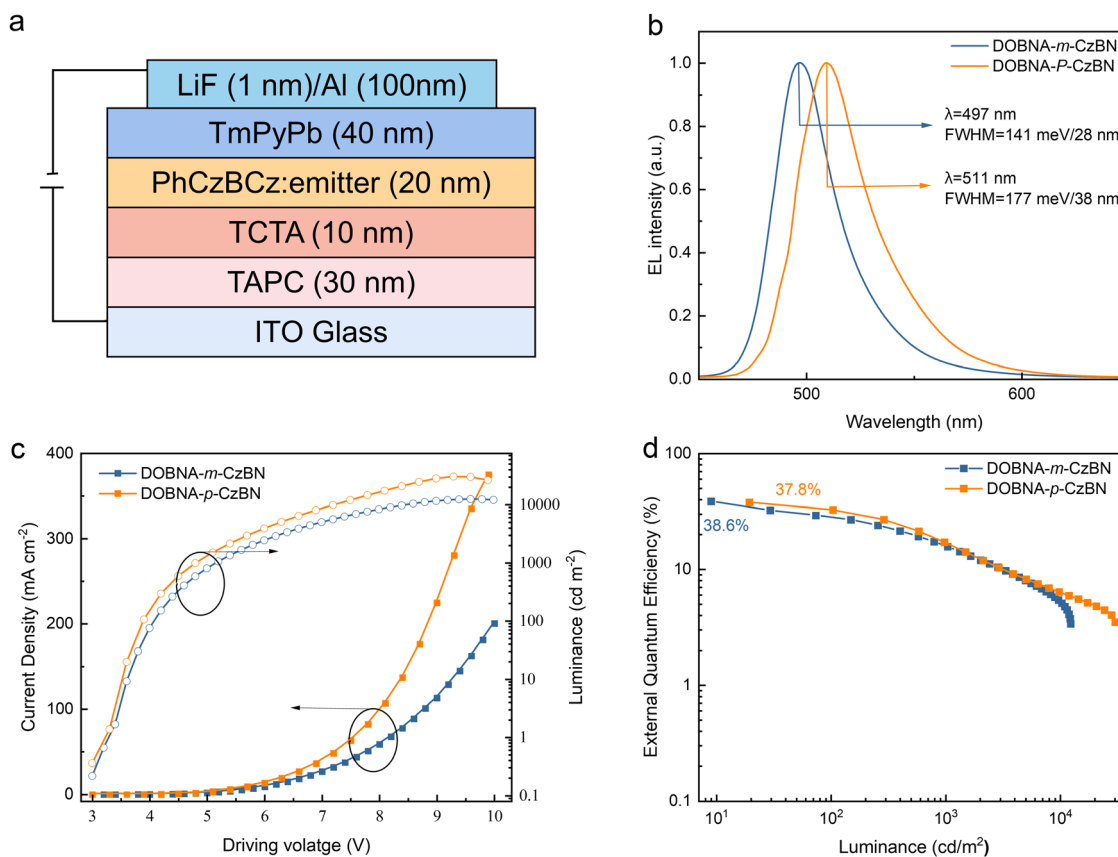 a
LiF (1 nm)/Al (100nm)
TmPyPb (40 nm)
PhCzBCz:emitter (20 nm)
TCTA (10 nm)
TAPC (30 nm)
ITO Glass
b
DOBNA-m-CzBN
DOBNA-P-CzBN
λ=497 nm
FWHM=141 meV/28 nm
λ=511 nm
FWHM=177 meV/38 nm
1.0
0.8
0.6
0.4
0.2
0.0
EL intensity (a.u.)
500
600
Wavelength (nm)
c
DOBNA-m-CzBN
DOBNA-p-CzBN
400
350
300
250
200
150
100
50
0
Current Density (mA cm-2)
10000
1000
100
10
1
0.1
Luminance (cd m-2)
3 4 5 6 7 8 9 10
Driving volatge (V)
d
DOBNA-m-CzBN
DOBNA-p-CzBN
37.8%
38.6%
100
10
1
0.1
External Quantum Efficiency (%)
10¹ 10² 10³ 10⁴
Luminance (cd/m²)